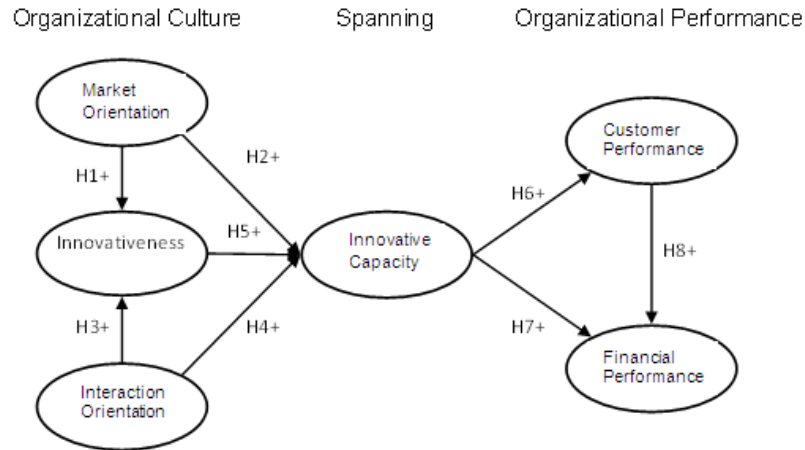 Organizational Culture
Spanning
Organizational Performance
Market
Orientation
Customer
Performance
H1+
H2+
H6+
Innovativeness
H5+
Innovative
Capacity
H8+
H3+
H4+
H7+
Interaction
Orientation
Financial
Performance